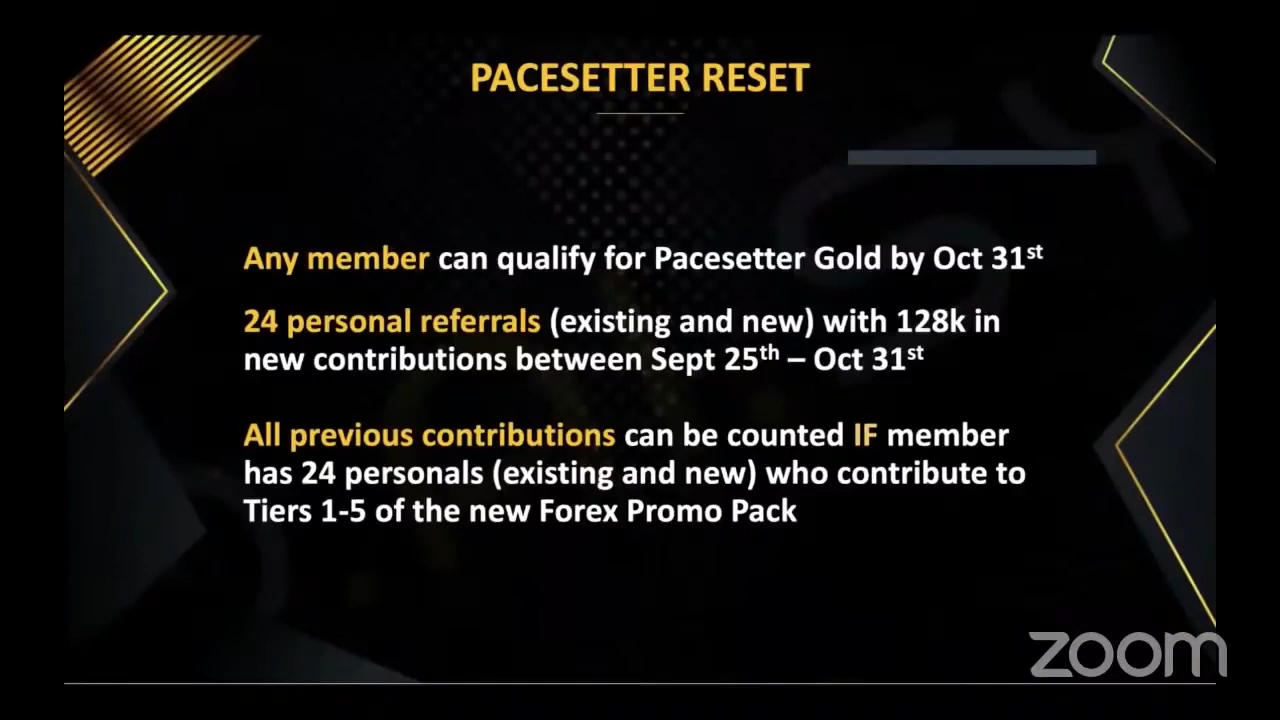 PACESETTER RESET
Any member can qualify for Pacesetter Gold by Oct 31st
24 personal referrals (existing and new) with 128k in
new contributions between Sept 25th – Oct 31st
All previous contributions can be counted IF member
has 24 personals (existing and new) who contribute to
Tiers 1-5 of the new Forex Promo Pack
zoom